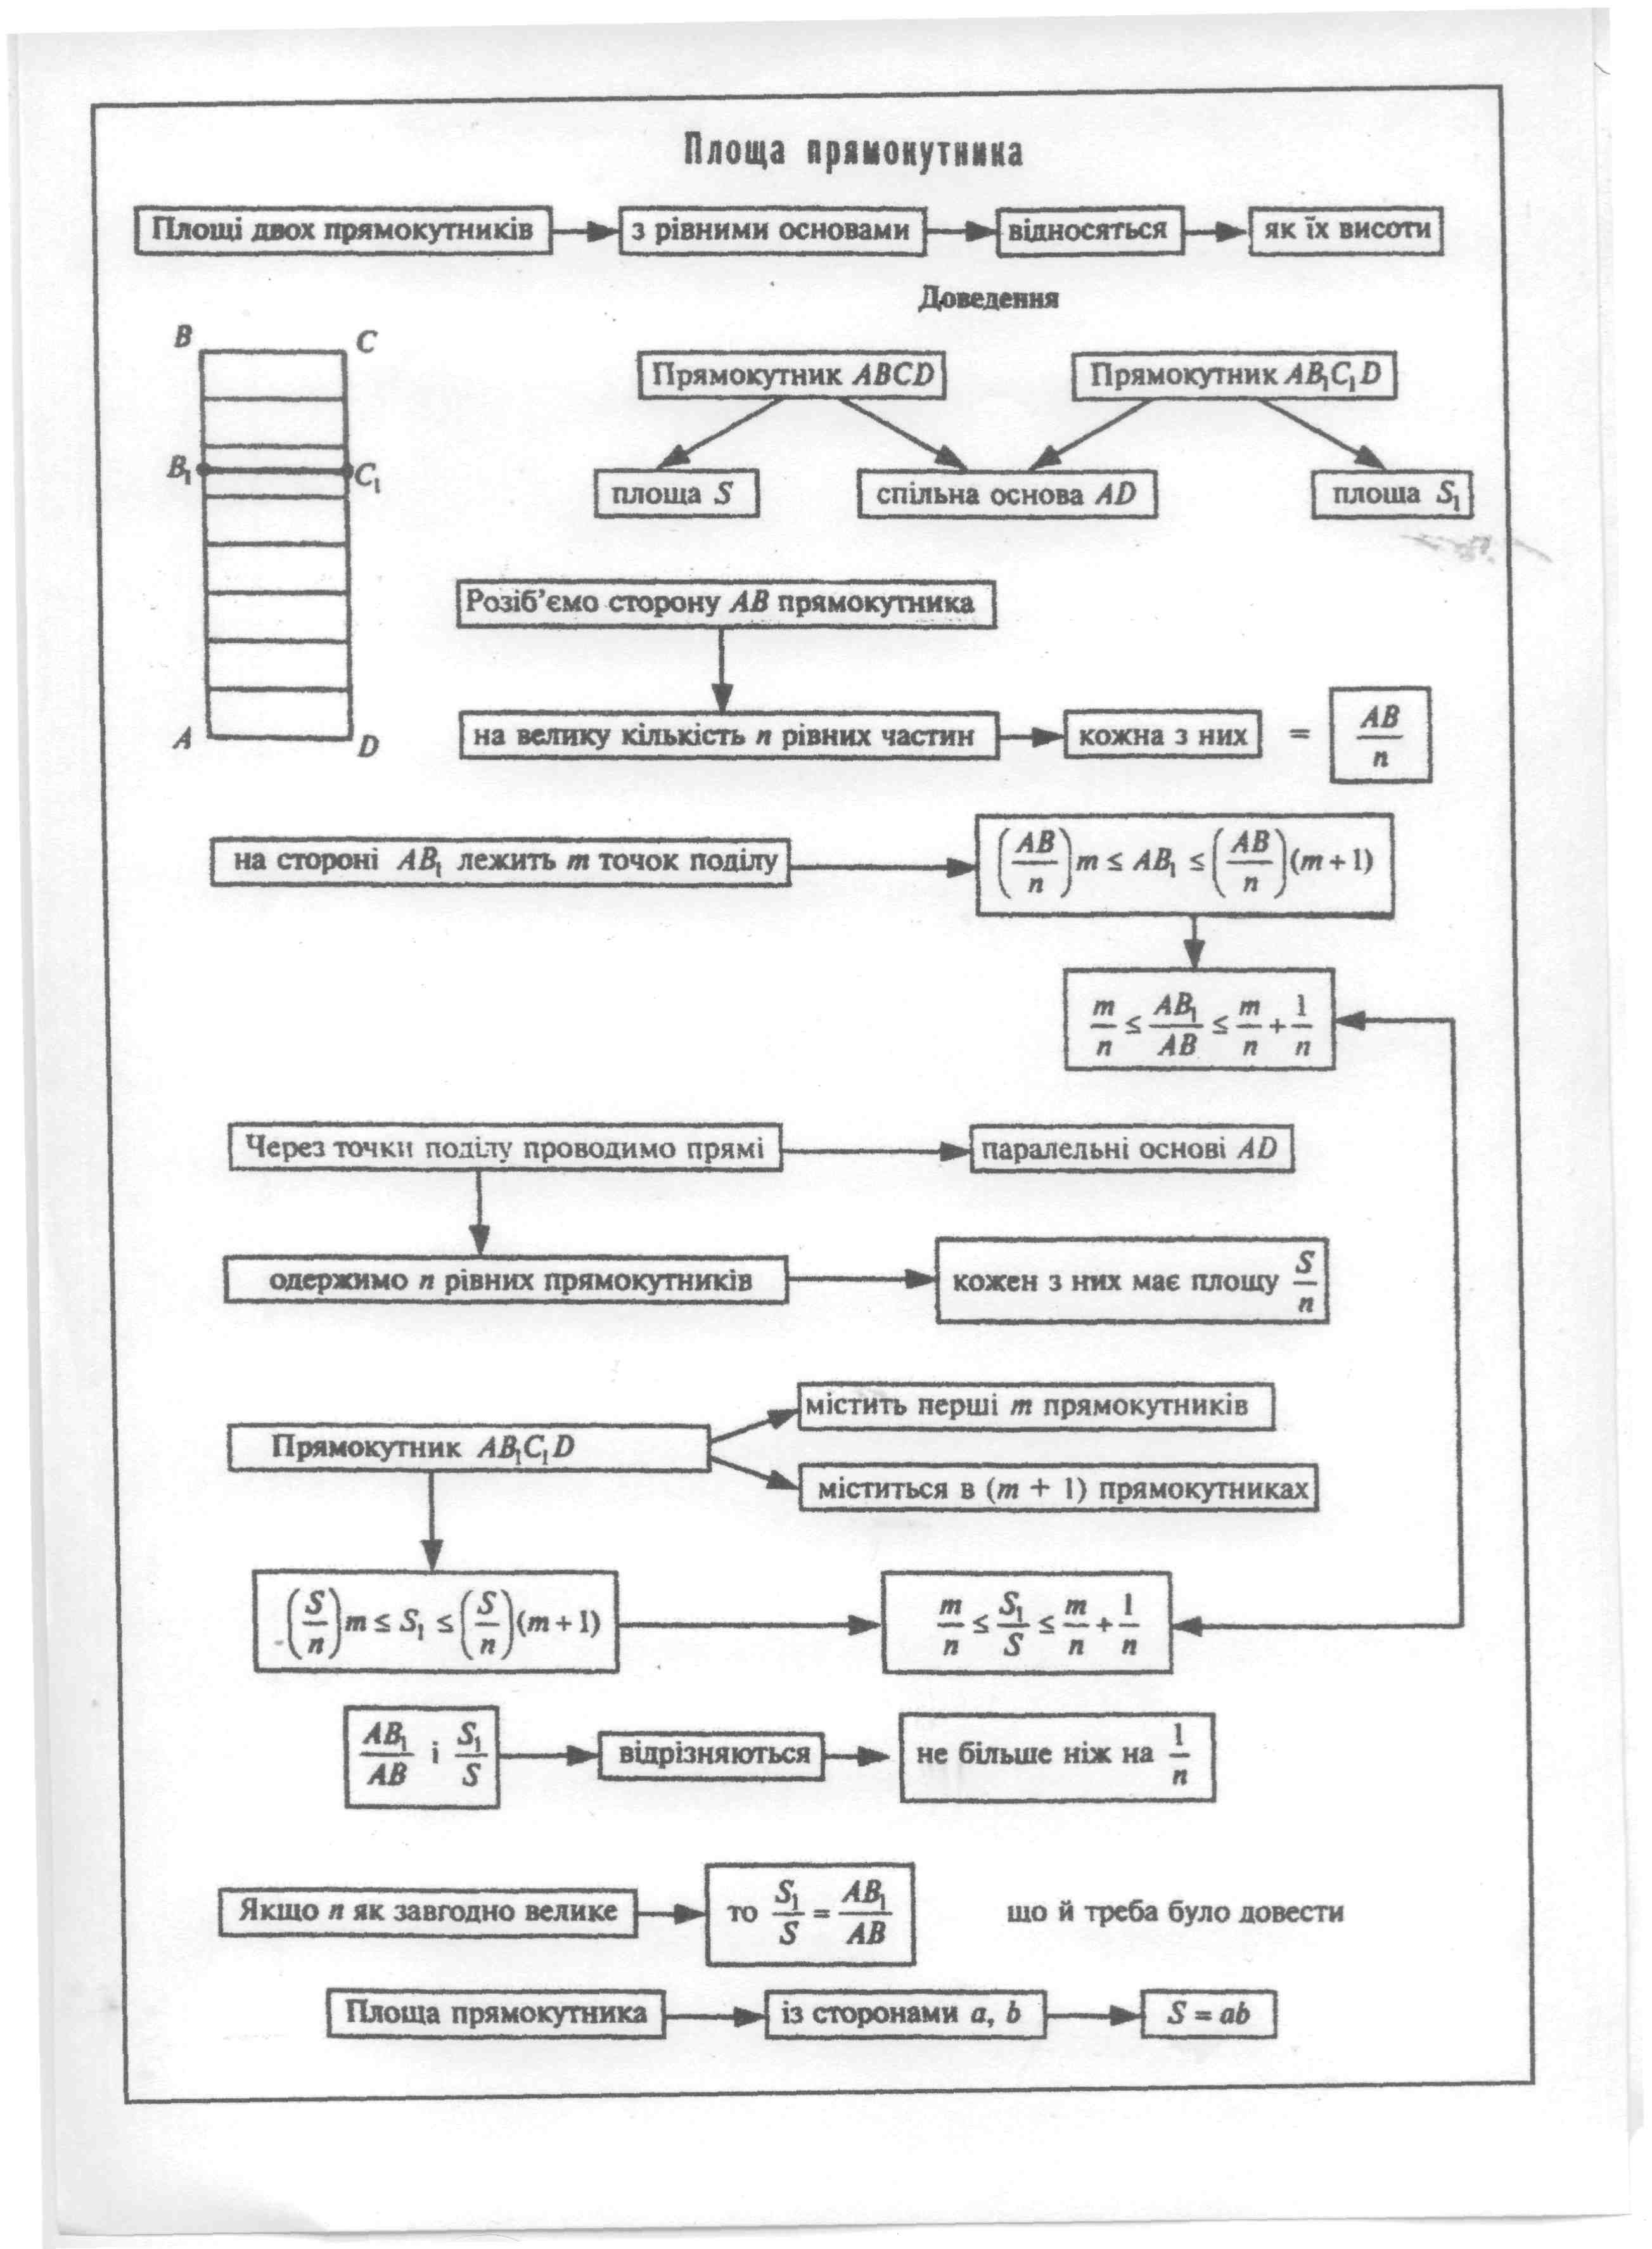 Площа прямокутника
Площі двох прямокутників з рівними основами відносяться як їх висоти
Доведення
B C
Прямокутник ABCD Прямокутник AB₁C₁D
B₁ C₁
площа S спільна основа AD площа S₁
Розіб'ємо сторону AB прямокутника
A D
на велику кількість n рівних частин кожна з них = AB/n
на стороні AB₁ лежить m точок поділу (AB/n)m ≤ AB₁ ≤ (AB/n)(m + 1)
m/n ≤ AB₁/AB ≤ m/n + 1/n
Через точки поділу проводимо прямі паралельні основі AD
одержимо n рівних прямокутників кожен з них має площу S/n
містить перші m прямокутників
Прямокутник AB₁C₁D
міститься в (m + 1) прямокутниках
(S/n)m ≤ S₁ ≤ (S/n)(m + 1) m/n ≤ S₁/S ≤ m/n + 1/n
AB₁/AB і S₁/S відрізняються не більше ніж на 1/n
Якщо n як завгодно велике то S₁/S = AB₁/AB що й треба було довести
Площа прямокутника із сторонами a, b S = ab